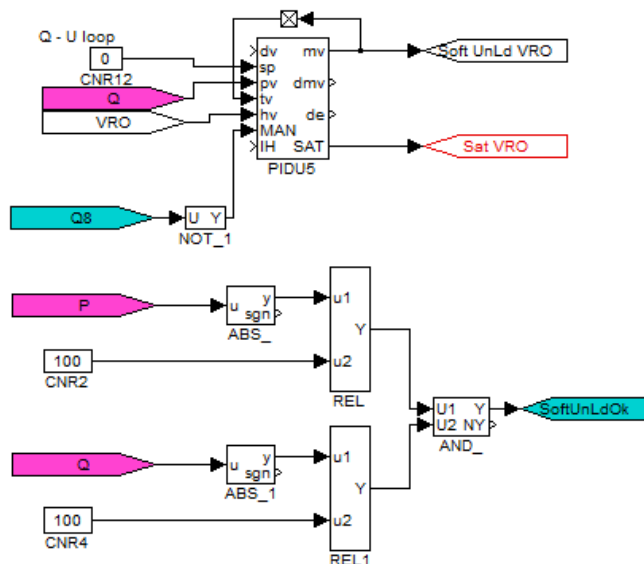 Q - U loop
0
CNR12
Q
VRO
dv mv
sp
pv dmv
tv
hv de
MAN
IH SAT
PIDU5
Soft UnLd VRO
Sat VRO
Q8
U Y
NOT_1
P
u y
sgn
ABS_
100
CNR2
u1
Y
u2
REL
Q
u y
sgn
ABS_1
100
CNR4
u1
Y
u2
REL1
U1 Y
U2 NY
AND_
SoftUnLdOk